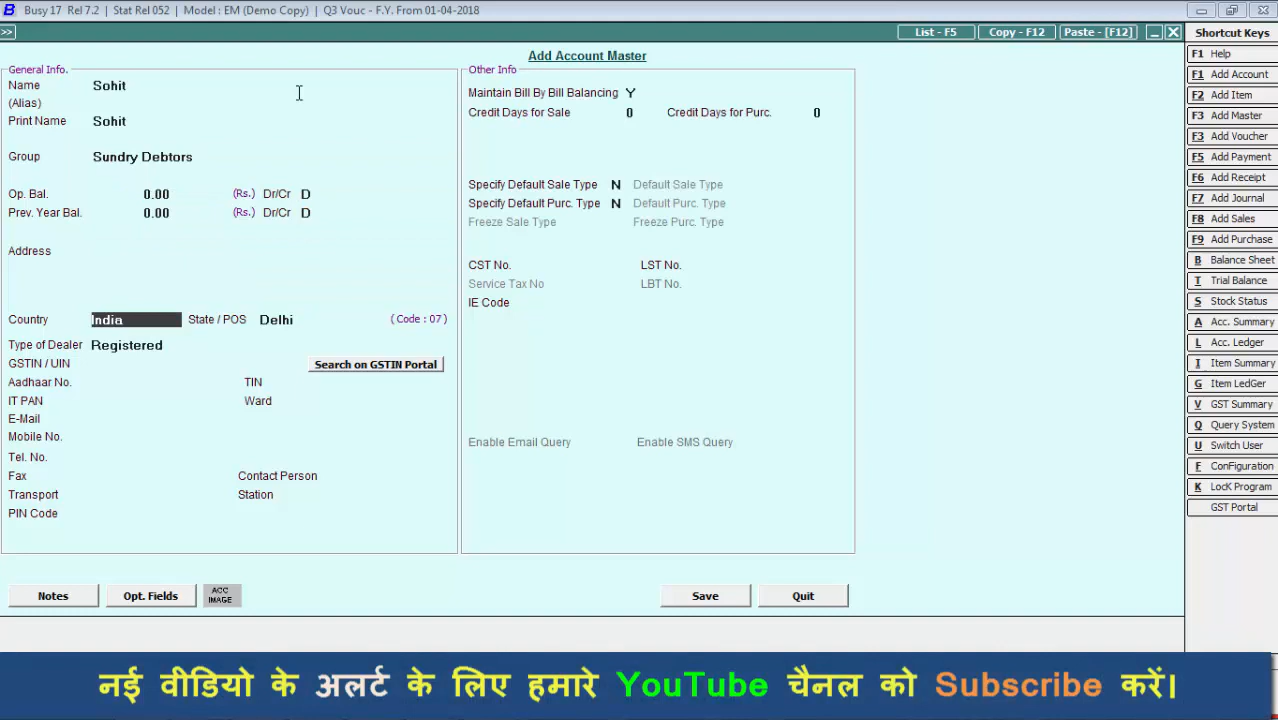 Busy 17 Rel 7.2 | Stat Rel 052 | Model : EM (Demo Copy) | Q3 Vouc - F.Y. From 01-04-2018
>> List - F5 Copy - F12 Paste - [F12]
Add Account Master
General Info.
Name Sohit
(Alias)
Print Name Sohit
Group Sundry Debtors
Op. Bal. 0.00 (Rs.) Dr/Cr D
Prev. Year Bal. 0.00 (Rs.) Dr/Cr D
Address
Country India State / POS Delhi ( Code : 07 )
Type of Dealer Registered
GSTIN / UIN Search on GSTIN Portal
Aadhaar No. TIN
IT PAN Ward
E-Mail
Mobile No.
Tel. No.
Fax Contact Person
Transport Station
PIN Code
Other Info
Maintain Bill By Bill Balancing Y
Credit Days for Sale 0 Credit Days for Purc. 0
Specify Default Sale Type N Default Sale Type
Specify Default Purc. Type N Default Purc. Type
Freeze Sale Type Freeze Purc. Type
CST No. LST No.
Service Tax No LBT No.
IE Code
Enable Email Query Enable SMS Query
Notes Opt. Fields ACC IMAGE Save Quit
Shortcut Keys
F1 Help
F1 Add Account
F2 Add Item
F3 Add Master
F3 Add Voucher
F5 Add Payment
F6 Add Receipt
F7 Add Journal
F8 Add Sales
F9 Add Purchase
B Balance Sheet
T Trial Balance
S Stock Status
A Acc. Summary
L Acc. Ledger
I Item Summary
G Item LedGer
V GST Summary
Q Query System
U Switch User
F ConFiguration
K LocK Program
GST Portal
नई वीडियो के अलर्ट के लिए हमारे YouTube चैनल को Subscribe करें।